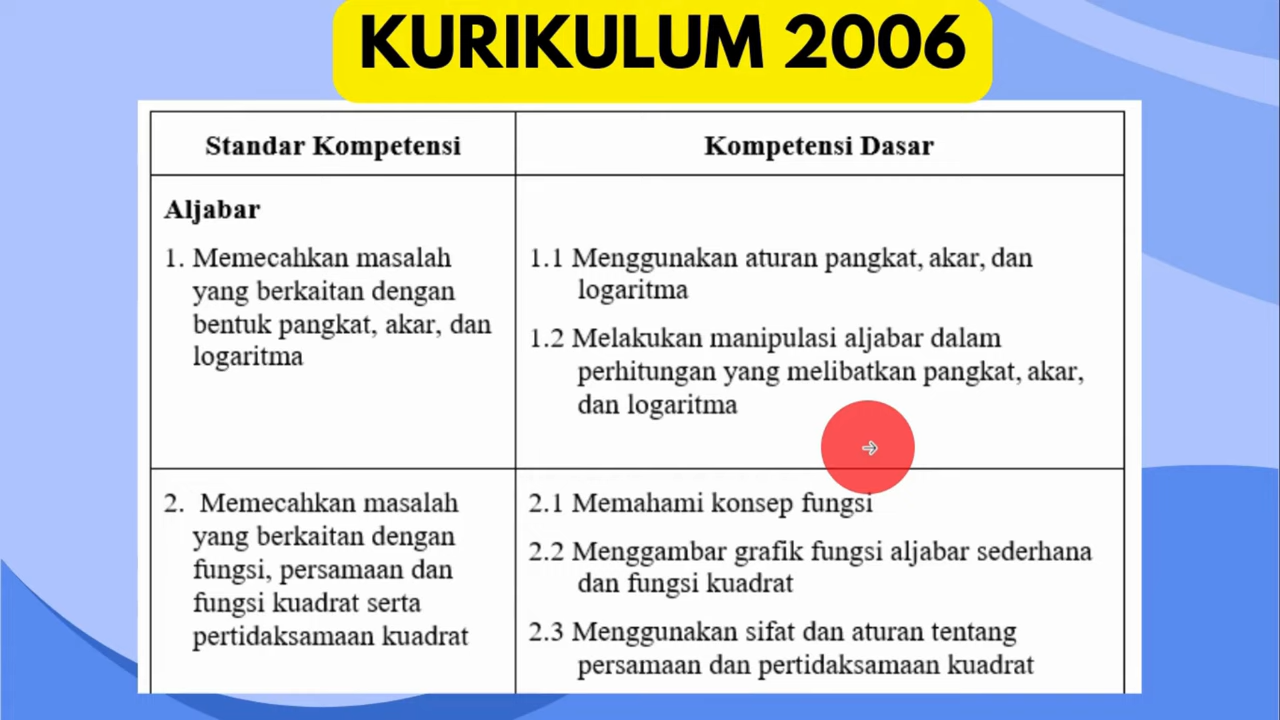 KURIKULUM 2006
Standar Kompetensi
Kompetensi Dasar
Aljabar
1. Memecahkan masalah
yang berkaitan dengan
bentuk pangkat, akar, dan
logaritma
1.1 Menggunakan aturan pangkat, akar, dan
logaritma
1.2 Melakukan manipulasi aljabar dalam
perhitungan yang melibatkan pangkat, akar,
dan logaritma
2. Memecahkan masalah
yang berkaitan dengan
fungsi, persamaan dan
fungsi kuadrat serta
pertidaksamaan kuadrat
2.1 Memahami konsep fungsi
2.2 Menggambar grafik fungsi aljabar sederhana
dan fungsi kuadrat
2.3 Menggunakan sifat dan aturan tentang
persamaan dan pertidaksamaan kuadrat